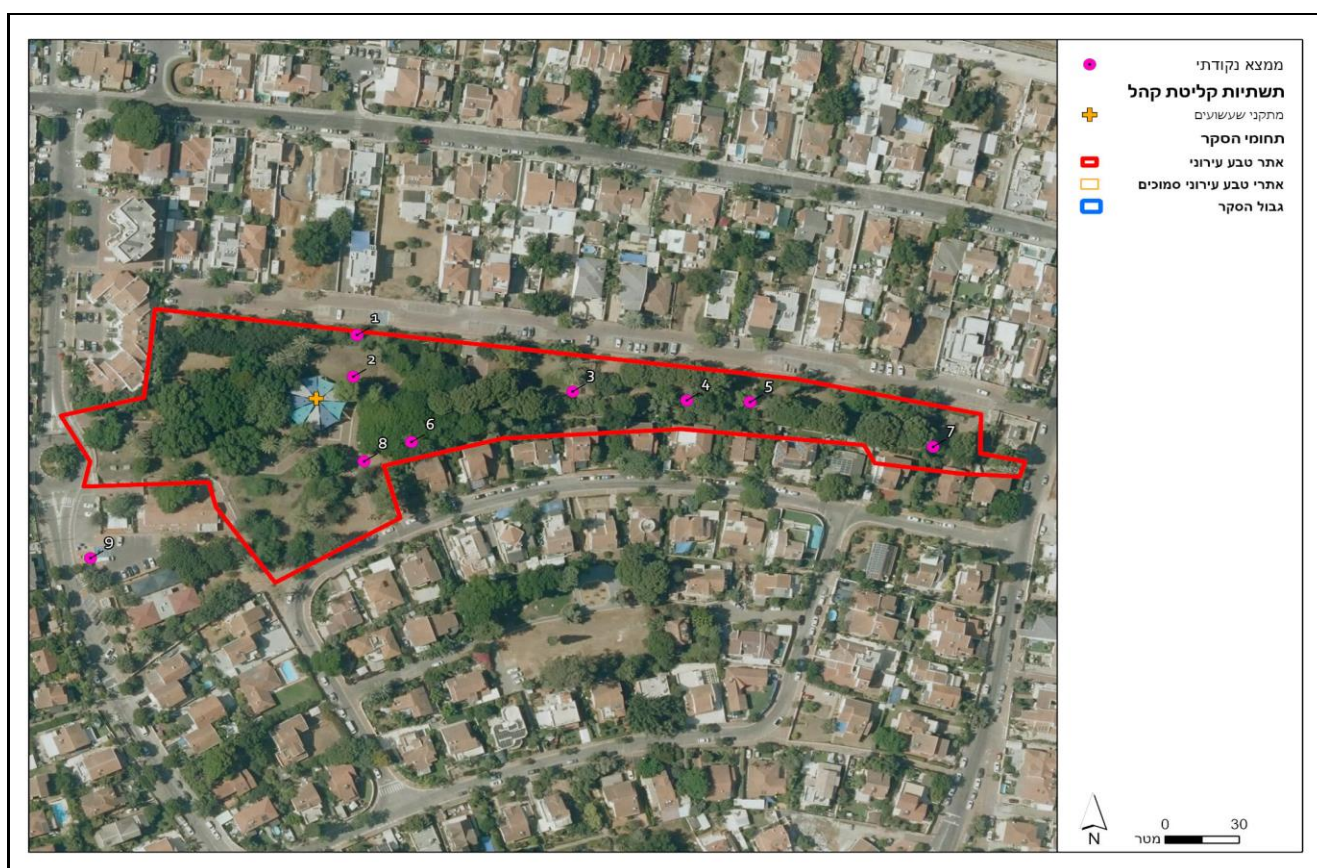 ממצא נקודתי
תשתיות קליטת קהל
מתקני שעשועים
תחומי הסקר
אתר טבע עירוני
אתרי טבע עירוני סמוכים
גבול הסקר
1
2
3
4
5
6
7
8
9
0 30
מטר
N